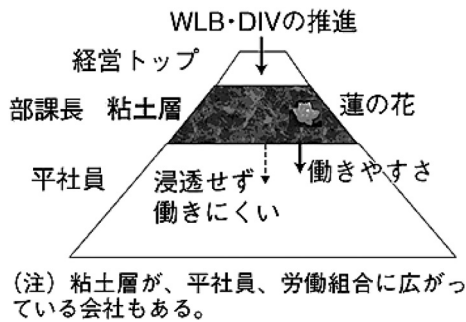 WLB・DIVの推進
経営トップ
部課長 粘土層 蓮の花
平社員 浸透せず 働きやすさ
働きにくい
(注)粘土層が、平社員、労働組合に広がっ
ている会社もある。